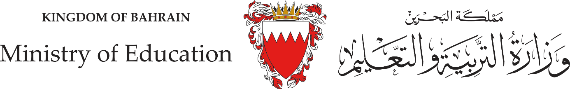 KINGDOM OF BAHRAIN
Ministry of Education
مملكة البحرين
وزارة التربية والتعليم